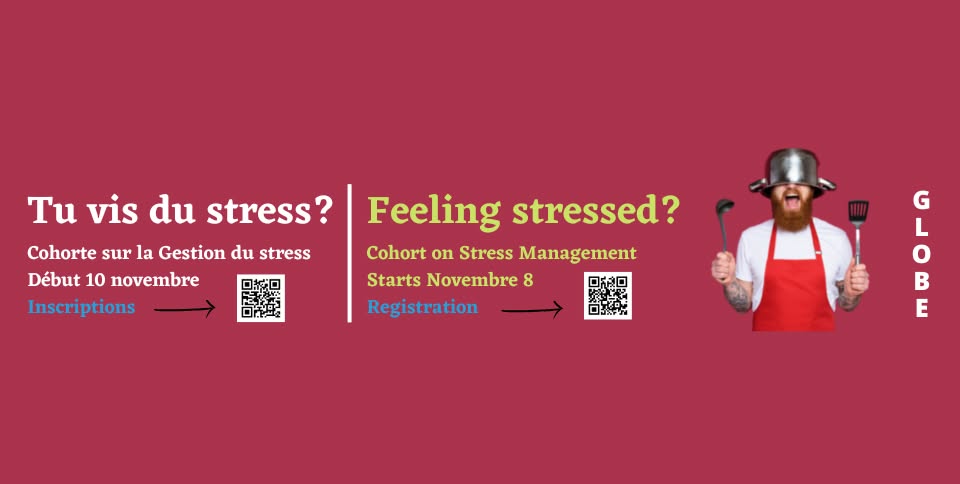 Tu vis du stress?
Cohorte sur la Gestion du stress
Début 10 novembre
Inscriptions
Feeling stressed?
Cohort on Stress Management
Starts Novembre 8
Registration
GLOBE